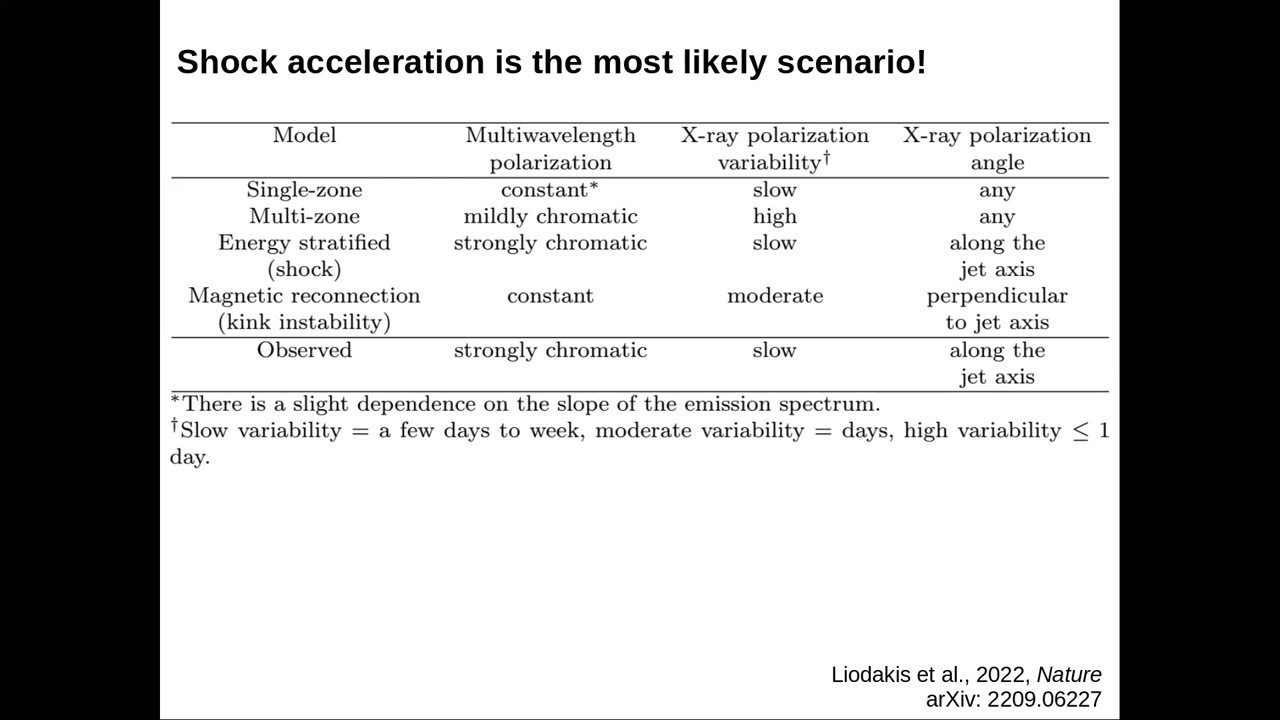 Shock acceleration is the most likely scenario!
Model Multiwavelength polarization X-ray polarization variability† X-ray polarization angle
Single-zone constant* slow any
Multi-zone mildly chromatic high any
Energy stratified (shock) strongly chromatic slow along the jet axis
Magnetic reconnection (kink instability) constant moderate perpendicular to jet axis
Observed strongly chromatic slow along the jet axis
*There is a slight dependence on the slope of the emission spectrum.
†Slow variability = a few days to week, moderate variability = days, high variability ≤ 1
day.
Liodakis et al., 2022, Nature
arXiv: 2209.06227